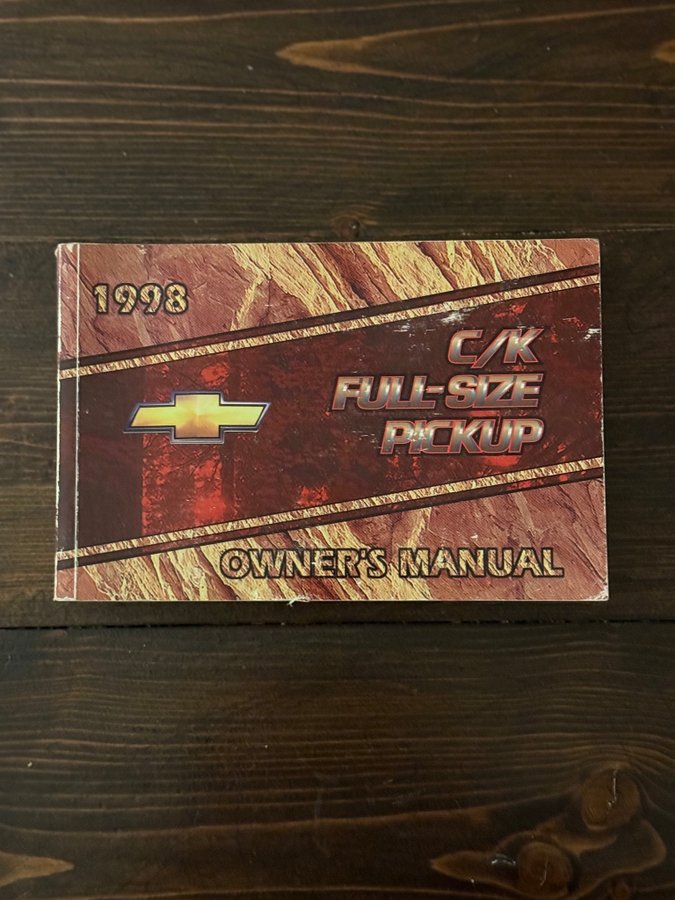 1998
C/K
FULL-SIZE
PICKUP
OWNER'S MANUAL